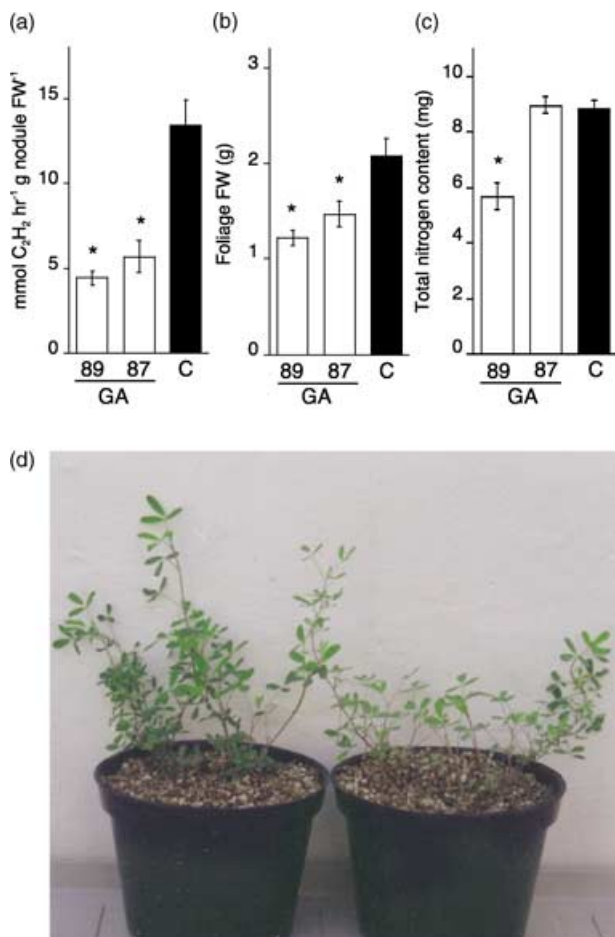 (a)
mmol C₂H₂ hr⁻¹ g nodule FW⁻¹
15
10
5
0
*
*
89 87 C
GA
(b)
Foliage FW (g)
3
2
1
0
*
*
89 87 C
GA
(c)
Total nitrogen content (mg)
10
8
6
4
2
0
*
89 87 C
GA
(d)